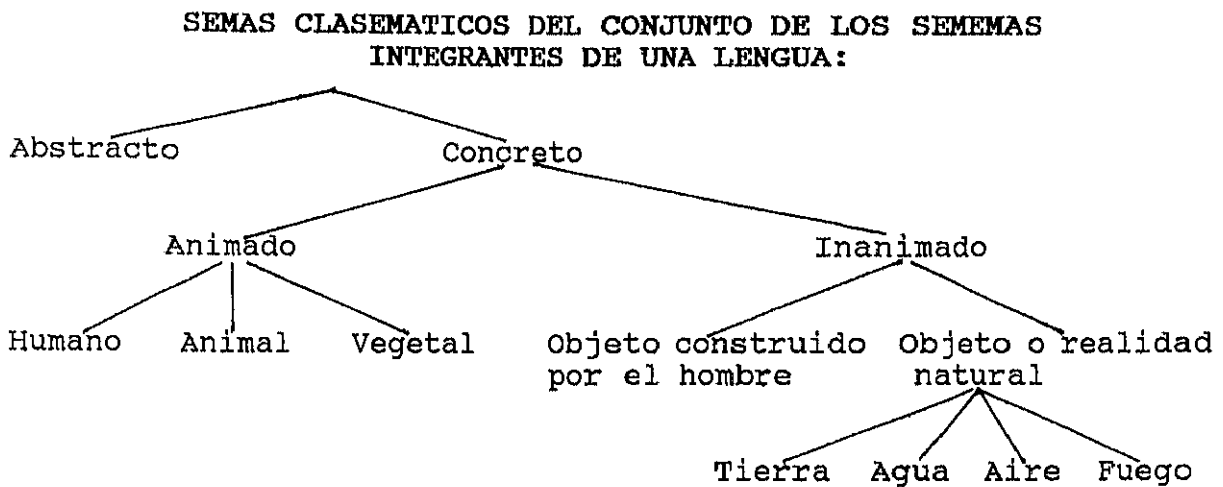 SEMAS CLASEMATICOS DEL CONJUNTO DE LOS SEMEMAS
INTEGRANTES DE UNA LENGUA:
Abstracto Concreto
Animado Inanimado
Humano Animal Vegetal Objeto construido Objeto o realidad
por el hombre natural
Tierra Agua Aire Fuego